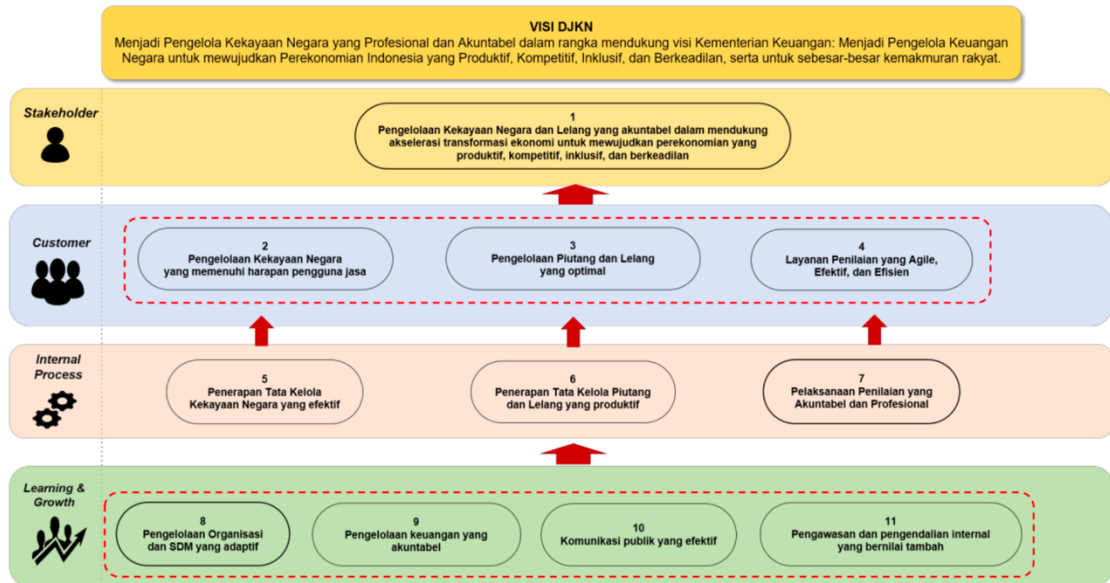 VISI DJKN
Menjadi Pengelola Kekayaan Negara yang Profesional dan Akuntabel dalam rangka mendukung visi Kementerian Keuangan: Menjadi Pengelola Keuangan
Negara untuk mewujudkan Perekonomian Indonesia yang Produktif, Kompetitif, Inklusif, dan Berkeadilan, serta untuk sebesar-besar kemakmuran rakyat.
Stakeholder
1
Pengelolaan Kekayaan Negara dan Lelang yang akuntabel dalam mendukung
akselerasi transformasi ekonomi untuk mewujudkan perekonomian yang
produktif, kompetitif, inklusif, dan berkeadilan
Customer
2
Pengelolaan Kekayaan Negara
yang memenuhi harapan pengguna jasa
3
Pengelolaan Piutang dan Lelang
yang optimal
4
Layanan Penilaian yang Agile,
Efektif, dan Efisien
Internal
Process
5
Penerapan Tata Kelola
Kekayaan Negara yang efektif
6
Penerapan Tata Kelola Piutang
dan Lelang yang produktif
7
Pelaksanaan Penilaian yang
Akuntabel dan Profesional
Learning &
Growth
8
Pengelolaan Organisasi
dan SDM yang adaptif
9
Pengelolaan keuangan yang
akuntabel
10
Komunikasi publik yang efektif
11
Pengawasan dan pengendalian internal
yang bernilai tambah